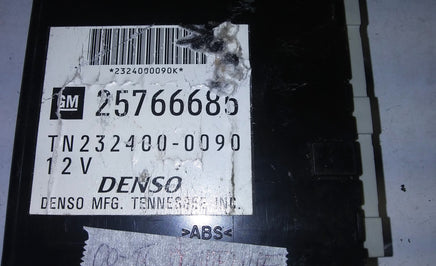 *2324000090K*
GM 25766685
TN232400-0090
12V
DENSO
DENSO MFG. TENNESSEE INC.
>ABS<